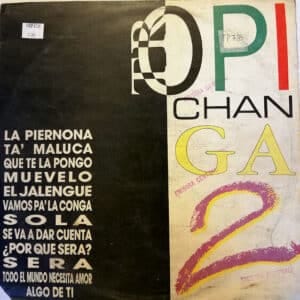 TROPI
CHAN
GA
2
LA PIERNONA
TA' MALUCA
QUE TE LA PONGO
MUEVELO
EL JALENGUE
VAMOS PA'LA CONGA
SOLA
SE VA A DAR CUENTA
¿POR QUE SERA?
SERA
TODO EL MUNDO NECESITA AMOR
ALGO DE TI